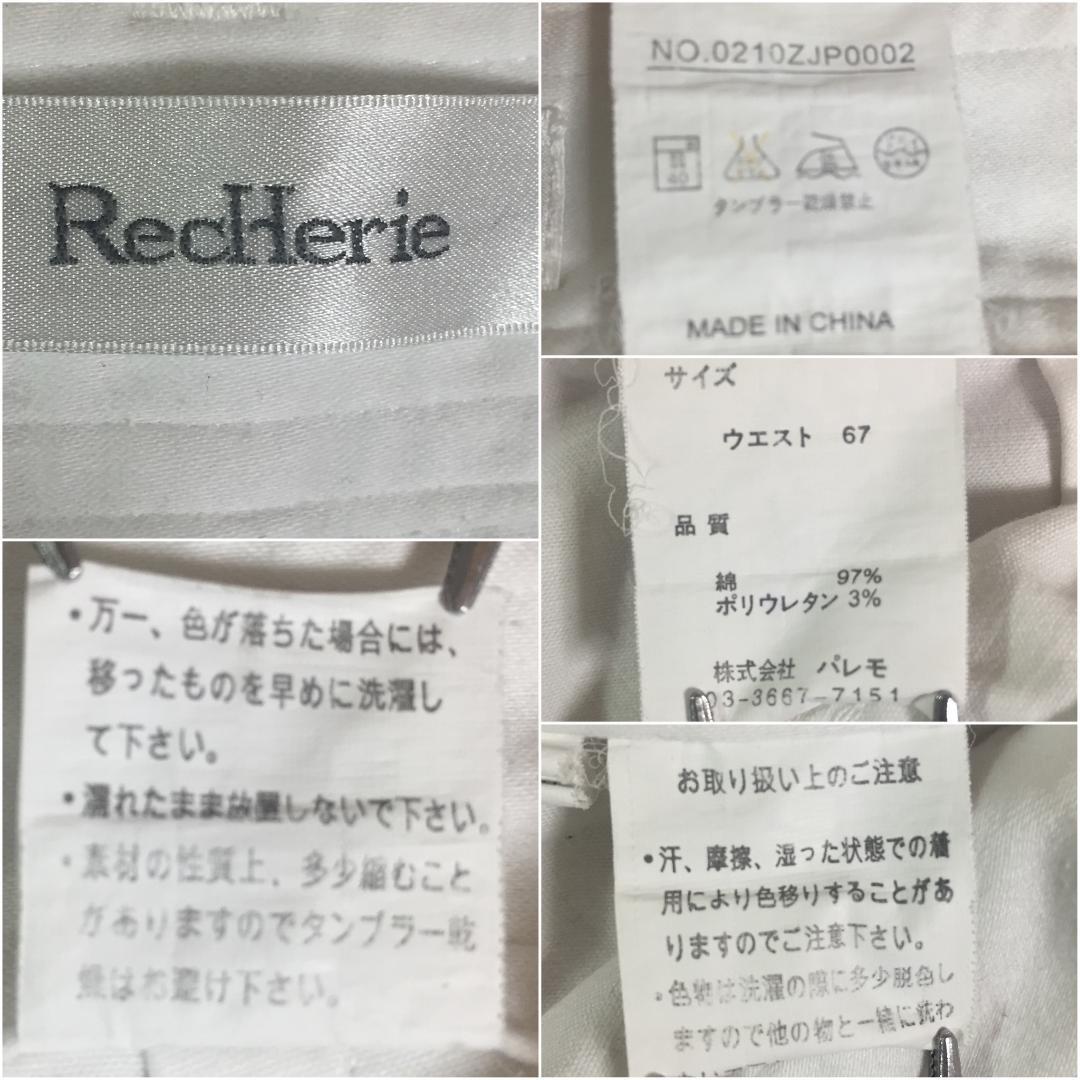 RecHerie
NO.0210ZJP0002
40
タンブラー乾燥禁止
MADE IN CHINA
サイズ
ウエスト 67
品質
綿 97%
ポリウレタン 3%
株式会社 パレモ
03-3667-7151
・万一、色が落ちた場合には、
移ったものを早めに洗濯し
て下さい。
・濡れたまま放置しないで下さい。
・素材の性質上、多少縮むこと
がありますのでタンブラー乾
燥はお避け下さい。
お取り扱い上のご注意
・汗、摩擦、湿った状態での着
用により色移りすることがあ
りますのでご注意下さい。
・色物は洗濯の際に多少脱色し
ますので他の物と一緒に